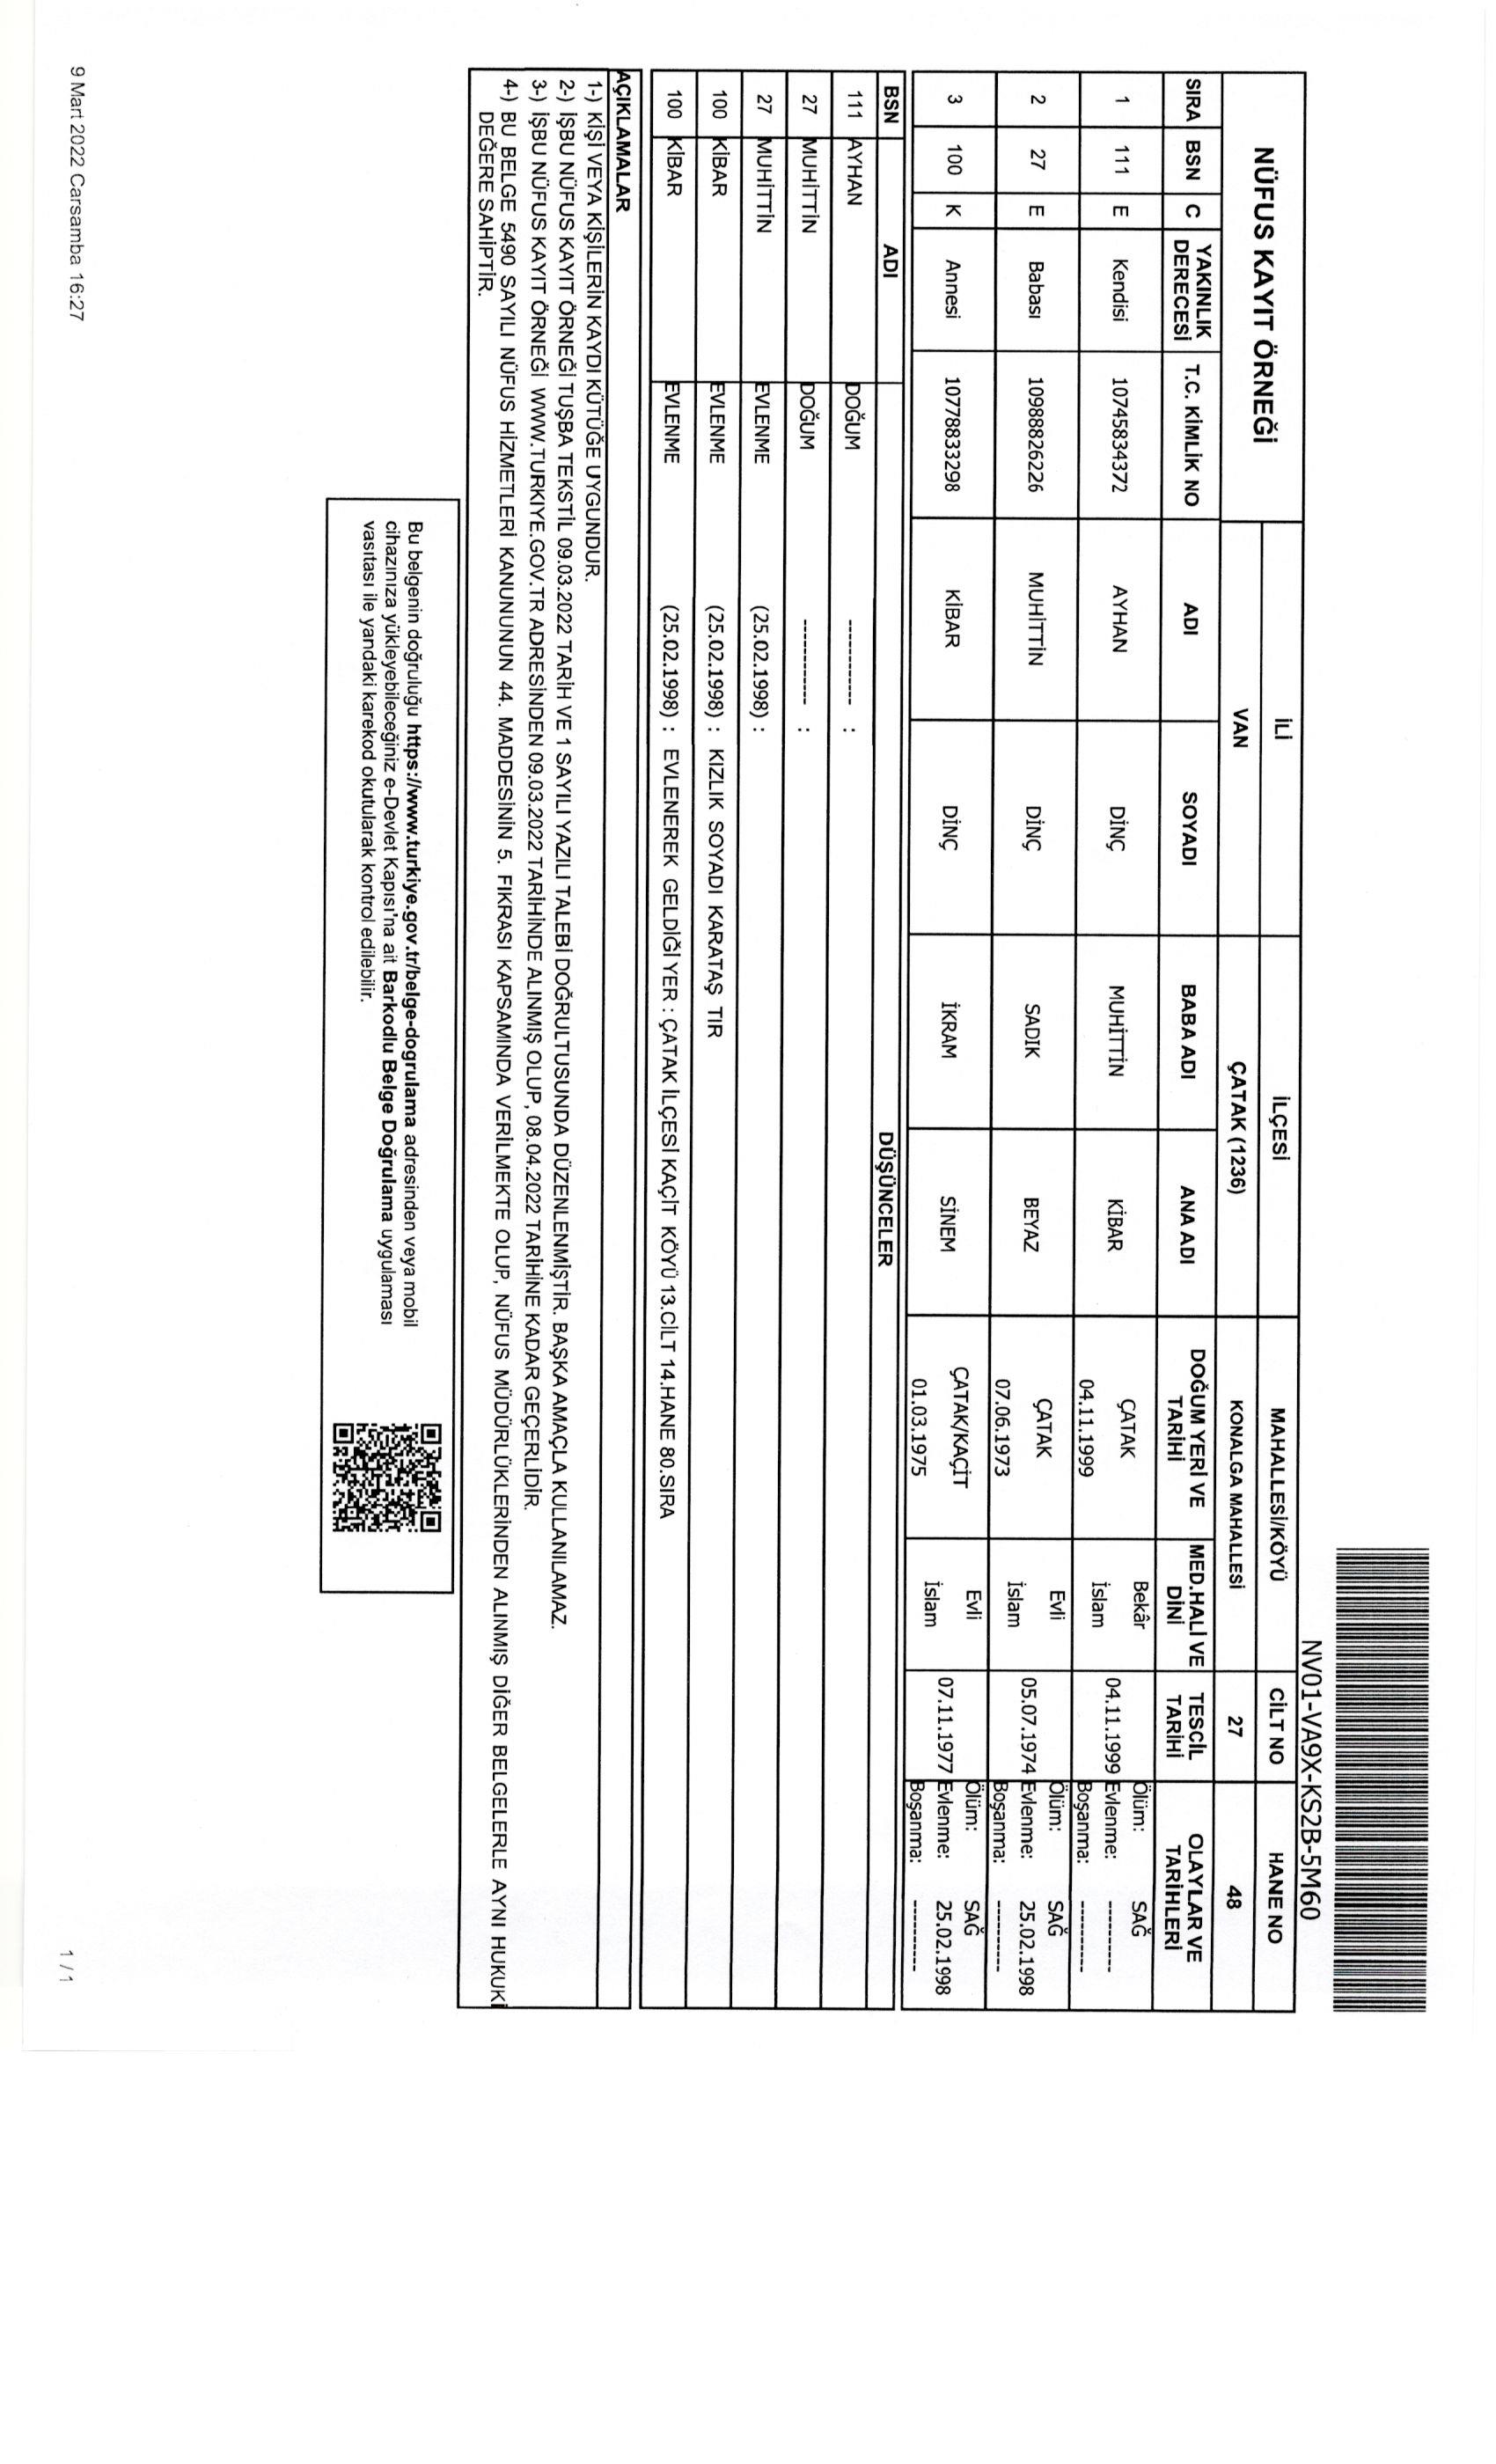 NV01-VA9X-KS2B-5M60
NÜFUS KAYIT ÖRNEĞİ
İLİ İLÇESİ MAHALLESİ/KÖYÜ CİLT NO HANE NO
VAN ÇATAK (1236) KONALGA MAHALLESİ 27 48
SIRA BSN C YAKINLIK DERECESİ T.C. KİMLİK NO ADI SOYADI BABA ADI ANA ADI DOĞUM YERİ VE TARİHİ MED.HALİ VE DİNİ TESCİL TARİHİ OLAYLAR VE TARİHLERİ
1 111 E Kendisi 10745834372 AYHAN DİNÇ MUHİTTİN KİBAR ÇATAK 04.11.1999 Bekâr İslam 04.11.1999 Ölüm: SAĞ Evlenme: ---------- Boşanma: ----------
2 27 E Babası 10988826226 MUHİTTİN DİNÇ SADIK BEYAZ ÇATAK 07.06.1973 Evli İslam 05.07.1974 Ölüm: SAĞ Evlenme: 25.02.1998 Boşanma: ----------
3 100 K Annesi 10778833298 KİBAR DİNÇ İKRAM SİNEM ÇATAK/KAÇİT 01.03.1975 Evli İslam 07.11.1977 Ölüm: SAĞ Evlenme: 25.02.1998 Boşanma: ----------
BSN ADI DÜŞÜNCELER
111 AYHAN DOĞUM ------------ :
27 MUHİTTİN DOĞUM ------------ :
27 MUHİTTİN EVLENME (25.02.1998) :
100 KİBAR EVLENME (25.02.1998) : KIZLIK SOYADI KARATAŞ TIR
100 KİBAR EVLENME (25.02.1998) : EVLENEREK GELDİĞİ YER : ÇATAK İLÇESİ KAÇİT KÖYÜ 13.CİLT 14.HANE 80.SIRA
AÇIKLAMALAR
1-) KİŞİ VEYA KİŞİLERİN KAYDI KÜTÜĞE UYGUNDUR.
2-) İŞBU NÜFUS KAYIT ÖRNEĞİ TUŞBA TEKSTİL 09.03.2022 TARİH VE 1 SAYILI YAZILI TALEBİ DOĞRULTUSUNDA DÜZENLENMİŞTİR. BAŞKA AMAÇLA KULLANILAMAZ.
3-) İŞBU NÜFUS KAYIT ÖRNEĞİ WWW.TURKIYE.GOV.TR ADRESİNDEN 09.03.2022 TARİHİNDE ALINMIŞ OLUP, 08.04.2022 TARİHİNE KADAR GEÇERLİDİR.
4-) BU BELGE 5490 SAYILI NÜFUS HİZMETLERİ KANUNUNUN 44. MADDESİNİN 5. FIKRASI KAPSAMINDA VERİLMEKTE OLUP, NÜFUS MÜDÜRLÜKLERİNDEN ALINMIŞ DİĞER BELGELERLE AYNI HUKUKİ
DEĞERE SAHİPTİR.
Bu belgenin doğruluğu https://www.turkiye.gov.tr/belge-dogrulama adresinden veya mobil
cihazınıza yükleyebileceğiniz e-Devlet Kapısı'na ait Barkodlu Belge Doğrulama uygulaması
vasıtası ile yandaki karekod okutularak kontrol edilebilir.
9 Mart 2022 Carsamba 16:27
1 / 1